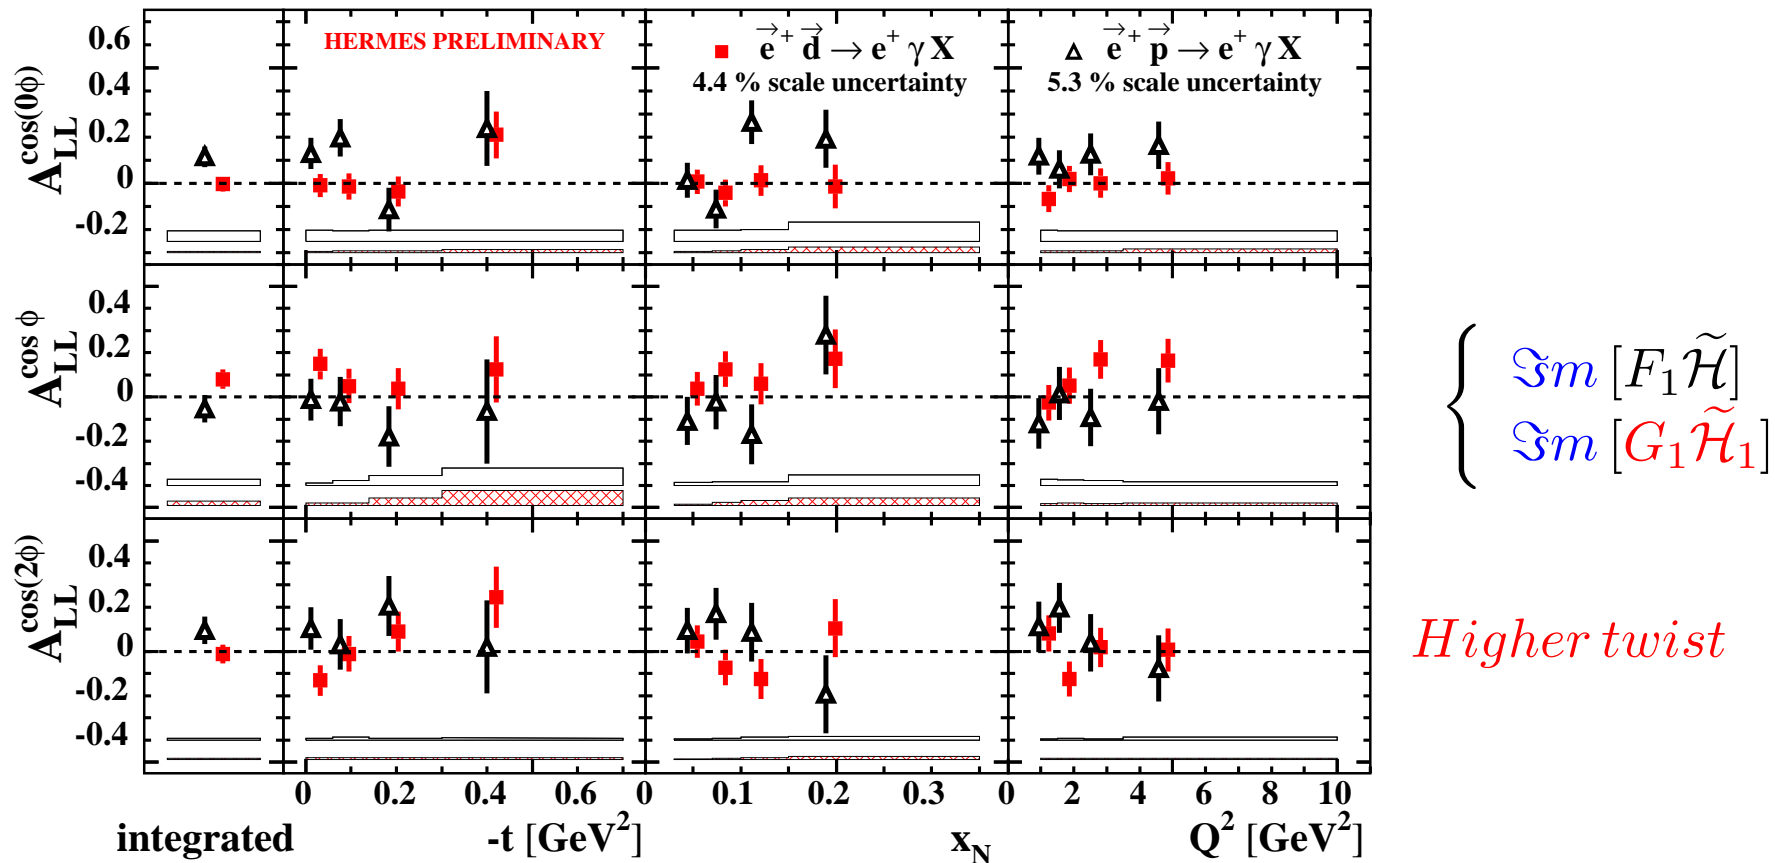 HERMES PRELIMINARY
e⁺ d → e⁺ γ X
4.4 % scale uncertainty
e⁺ p → e⁺ γ X
5.3 % scale uncertainty
A_LL^cos(0ϕ)
0.6
0.4
0.2
0
-0.2
A_LL^cos ϕ
0.4
0.2
0
-0.2
-0.4
ℑm [F₁H̃]
ℑm [G₁H̃₁]
A_LL^cos(2ϕ)
0.4
0.2
0
-0.2
-0.4
Higher twist
0 0.2 0.4 0.6 0 0.1 0.2 0.3 0 2 4 6 8 10
integrated -t [GeV²] x_N Q² [GeV²]